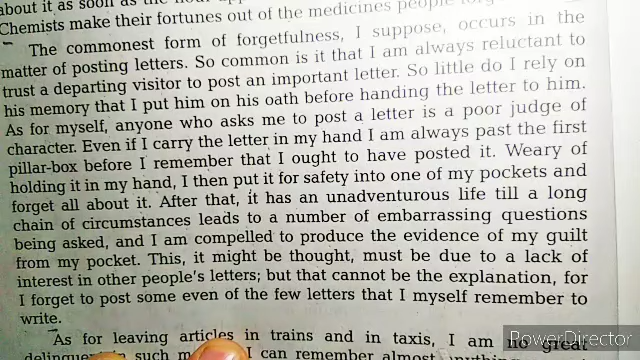 about it as soon as the
Chemists make their fortunes out of the medicines people
The commonest form of forgetfulness, I suppose, occurs in the
matter of posting letters. So common is it that I am always reluctant to
trust a departing visitor to post an important letter. So little do I rely on
his memory that I put him on his oath before handing the letter to him.
As for myself, anyone who asks me to post a letter is a poor judge of
character. Even if I carry the letter in my hand I am always past the first
pillar-box before I remember that I ought to have posted it. Weary of
holding it in my hand, I then put it for safety into one of my pockets and
forget all about it. After that, it has an unadventurous life till a long
chain of circumstances leads to a number of embarrassing questions
being asked, and I am compelled to produce the evidence of my guilt
from my pocket. This, it might be thought, must be due to a lack of
interest in other people's letters; but that cannot be the explanation, for
I forget to post some even of the few letters that I myself remember to
write.
As for leaving articles in trains and in taxis, I am no great
such I can remember almost
PowerDirector